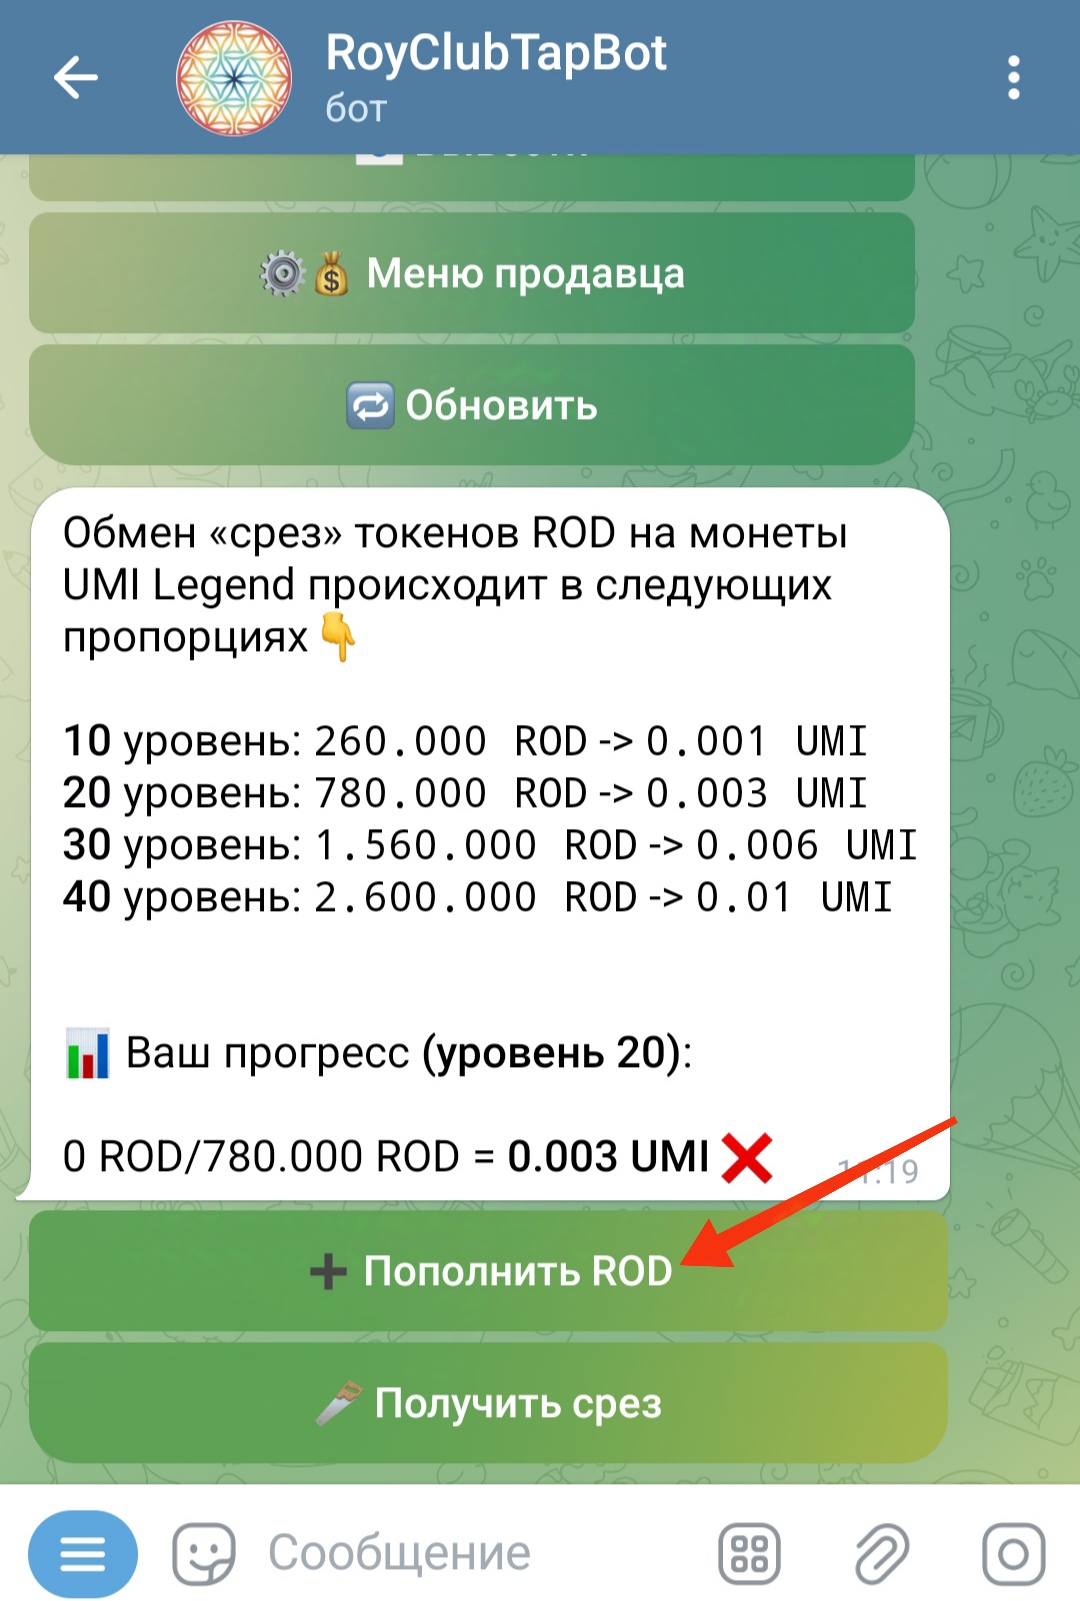 RoyClubTapBot
бот
Меню продавца
Обновить
Обмен «срез» токенов ROD на монеты
UMI Legend происходит в следующих
пропорциях
10 уровень: 260.000 ROD -> 0.001 UMI
20 уровень: 780.000 ROD -> 0.003 UMI
30 уровень: 1.560.000 ROD -> 0.006 UMI
40 уровень: 2.600.000 ROD -> 0.01 UMI
Ваш прогресс (уровень 20):
0 ROD/780.000 ROD = 0.003 UMI
11:19
Пополнить ROD
Получить срез
Сообщение